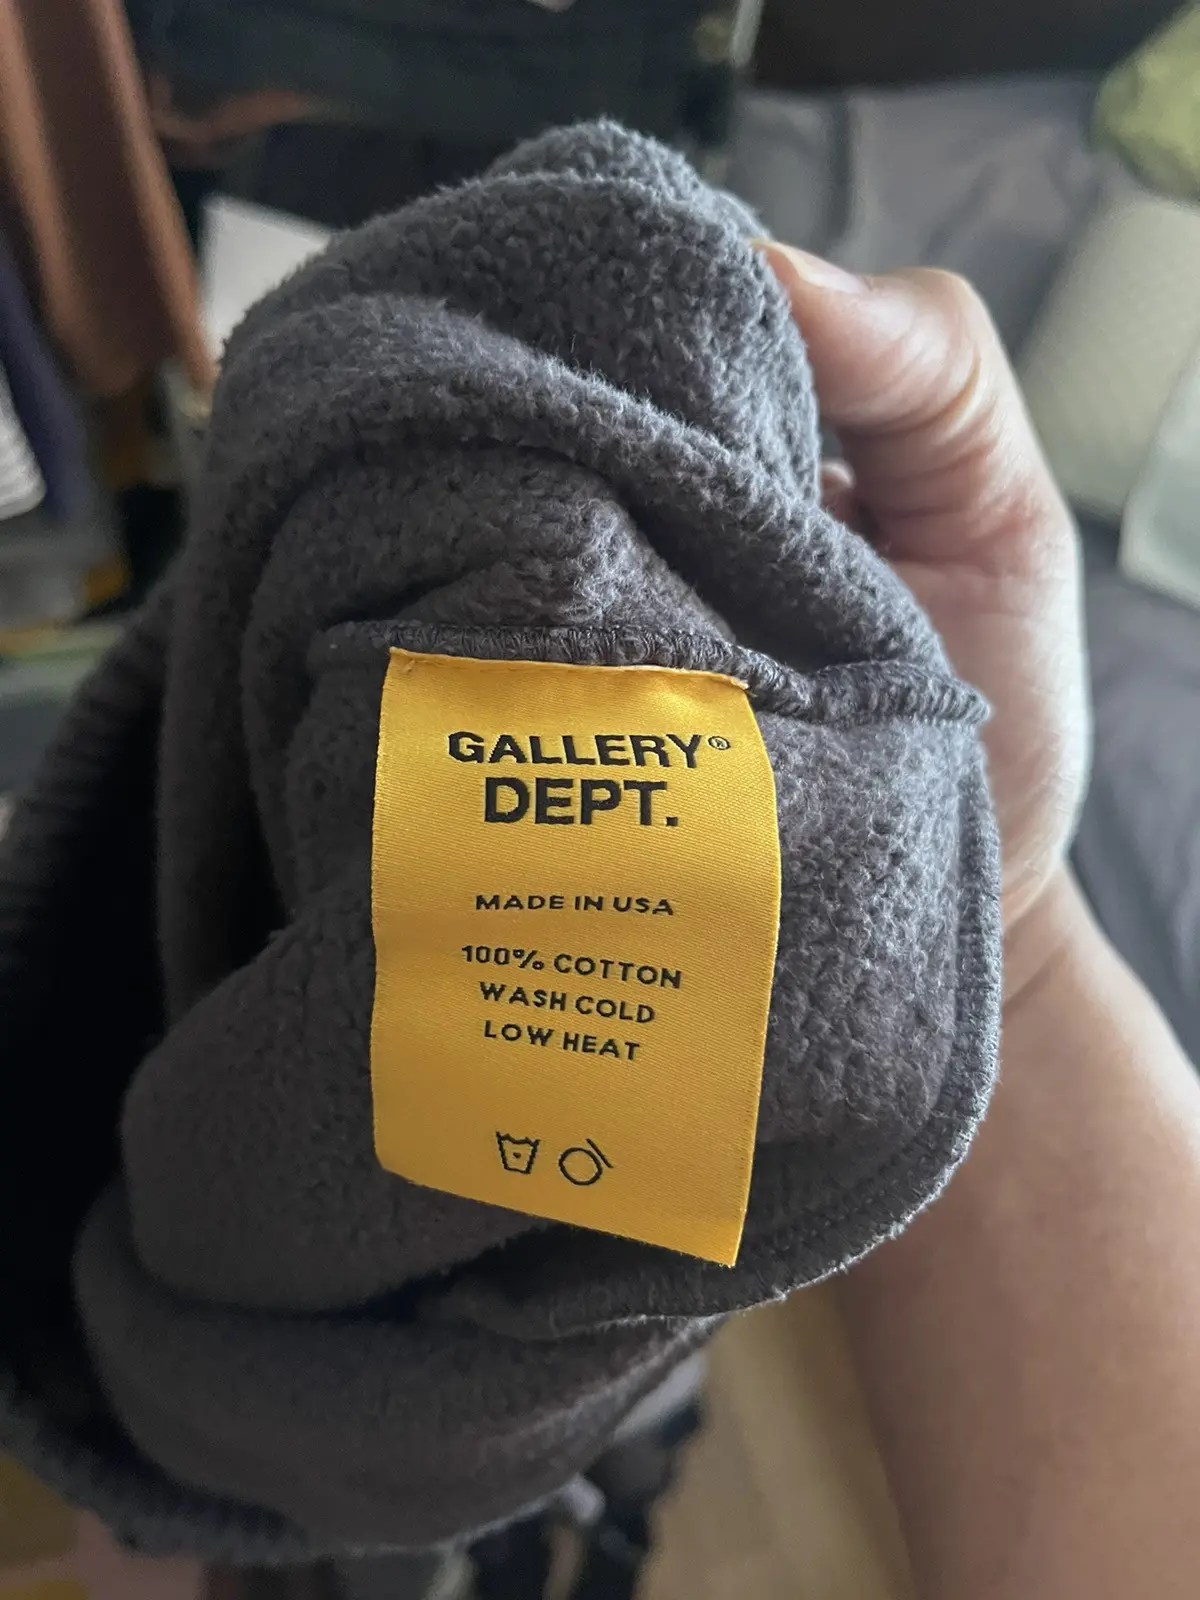 GALLERY®
DEPT.
MADE IN USA
100% COTTON
WASH COLD
LOW HEAT